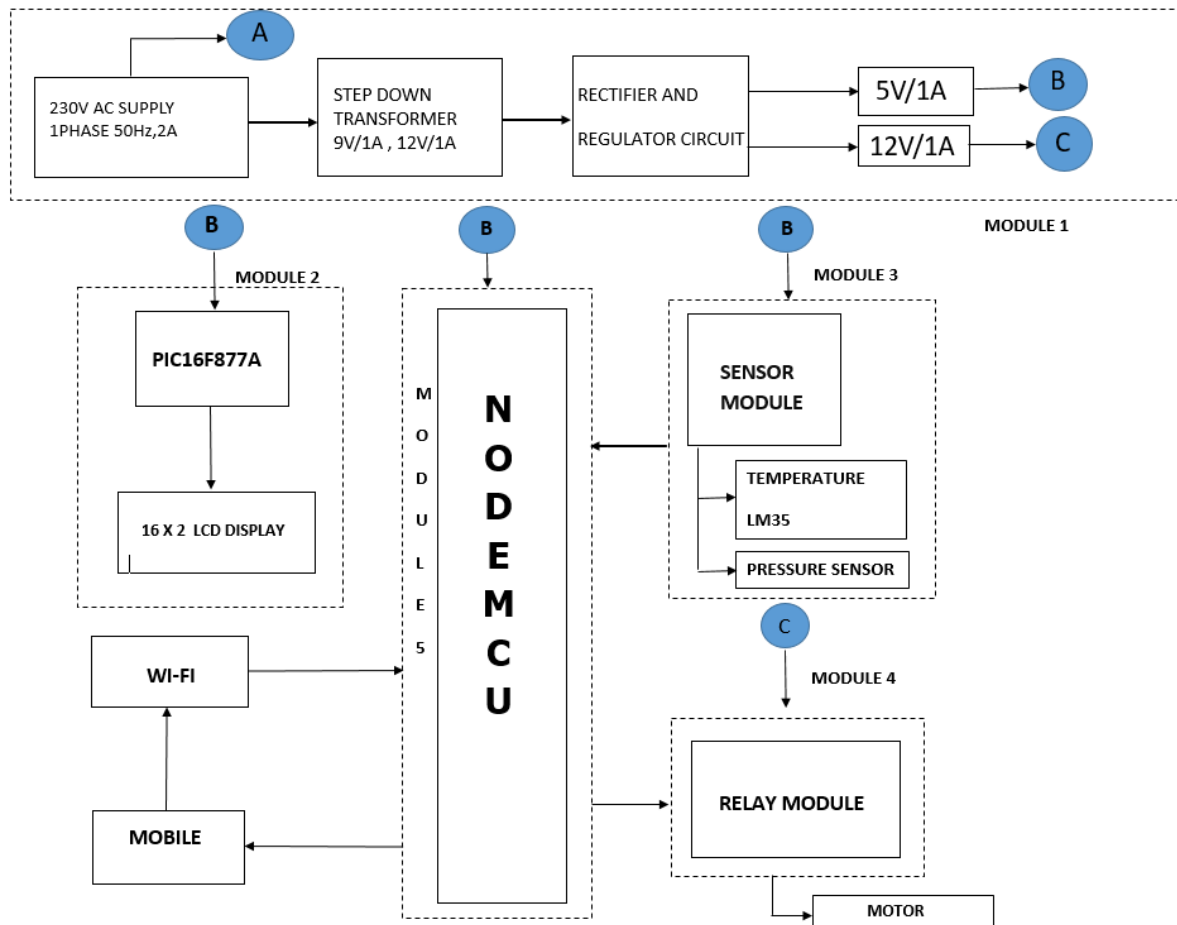 A
230V AC SUPPLY
1PHASE 50Hz,2A
STEP DOWN
TRANSFORMER
9V/1A , 12V/1A
RECTIFIER AND
REGULATOR CIRCUIT
5V/1A
B
12V/1A
C
MODULE 1
B
MODULE 2
PIC16F877A
16 X 2 LCD DISPLAY
B
MODULE5
NODEMCU
B
MODULE 3
SENSOR
MODULE
TEMPERATURE
LM35
PRESSURE SENSOR
C
MODULE 4
RELAY MODULE
MOTOR
WI-FI
MOBILE